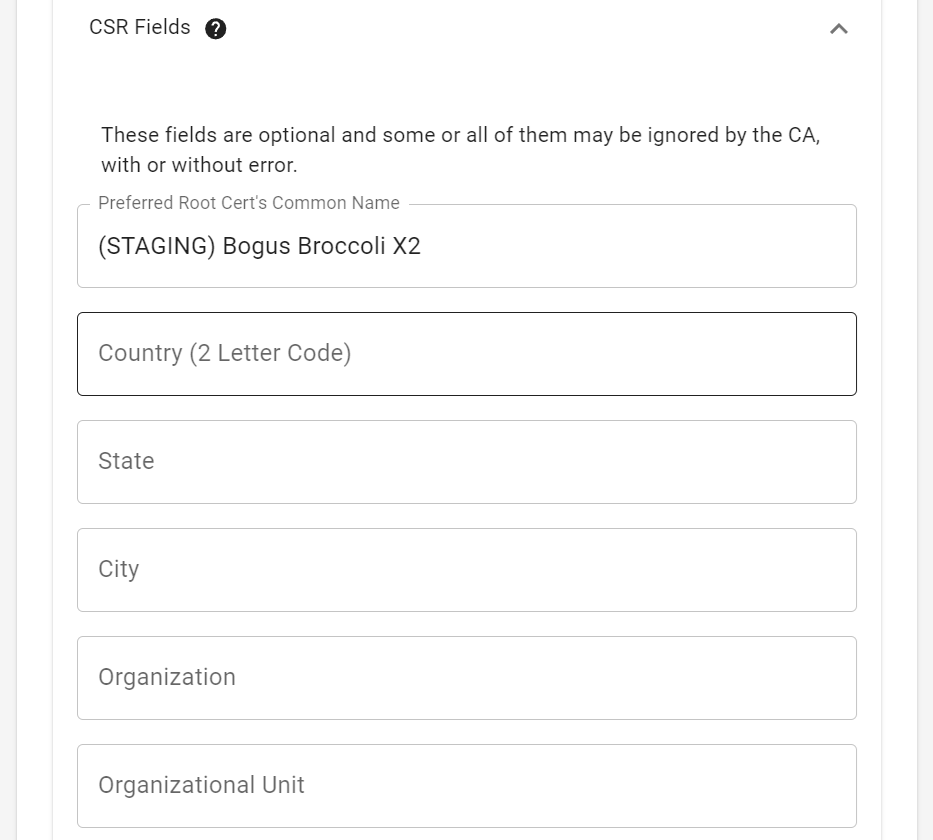 CSR Fields
These fields are optional and some or all of them may be ignored by the CA,
with or without error.
Preferred Root Cert's Common Name
(STAGING) Bogus Broccoli X2
Country (2 Letter Code)
State
City
Organization
Organizational Unit